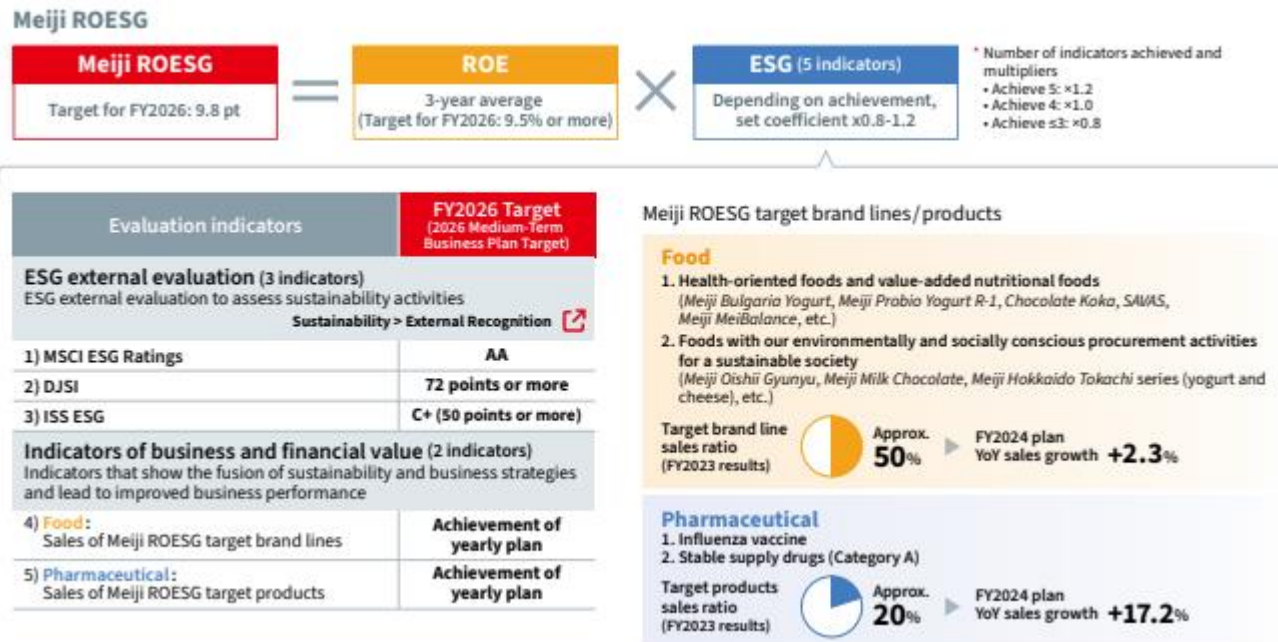 Meiji ROESG
Meiji ROESG
Target for FY2026: 9.8 pt
=
ROE
3-year average
(Target for FY2026: 9.5% or more)
×
ESG (5 indicators)
Depending on achievement,
set coefficient x0.8-1.2
* Number of indicators achieved and
multipliers
• Achieve 5: ×1.2
• Achieve 4: ×1.0
• Achieve ≤3: ×0.8
Evaluation indicators
FY2026 Target
(2026 Medium-Term
Business Plan Target)
ESG external evaluation (3 indicators)
ESG external evaluation to assess sustainability activities
Sustainability > External Recognition
1) MSCI ESG Ratings
AA
2) DJSI
72 points or more
3) ISS ESG
C+ (50 points or more)
Indicators of business and financial value (2 indicators)
Indicators that show the fusion of sustainability and business strategies
and lead to improved business performance
4) Food:
Sales of Meiji ROESG target brand lines
Achievement of
yearly plan
5) Pharmaceutical:
Sales of Meiji ROESG target products
Achievement of
yearly plan
Meiji ROESG target brand lines/products
Food
1. Health-oriented foods and value-added nutritional foods
(Meiji Bulgaria Yogurt, Meiji Probio Yogurt R-1, Chocolate Koka, SAVAS,
Meiji MeiBalance, etc.)
2. Foods with our environmentally and socially conscious procurement activities
for a sustainable society
(Meiji Oishii Gyunyu, Meiji Milk Chocolate, Meiji Hokkaido Tokachi series (yogurt and
cheese), etc.)
Target brand line
sales ratio
(FY2023 results)
Approx.
50%
FY2024 plan
YoY sales growth +2.3%
Pharmaceutical
1. Influenza vaccine
2. Stable supply drugs (Category A)
Target products
sales ratio
(FY2023 results)
Approx.
20%
FY2024 plan
YoY sales growth +17.2%